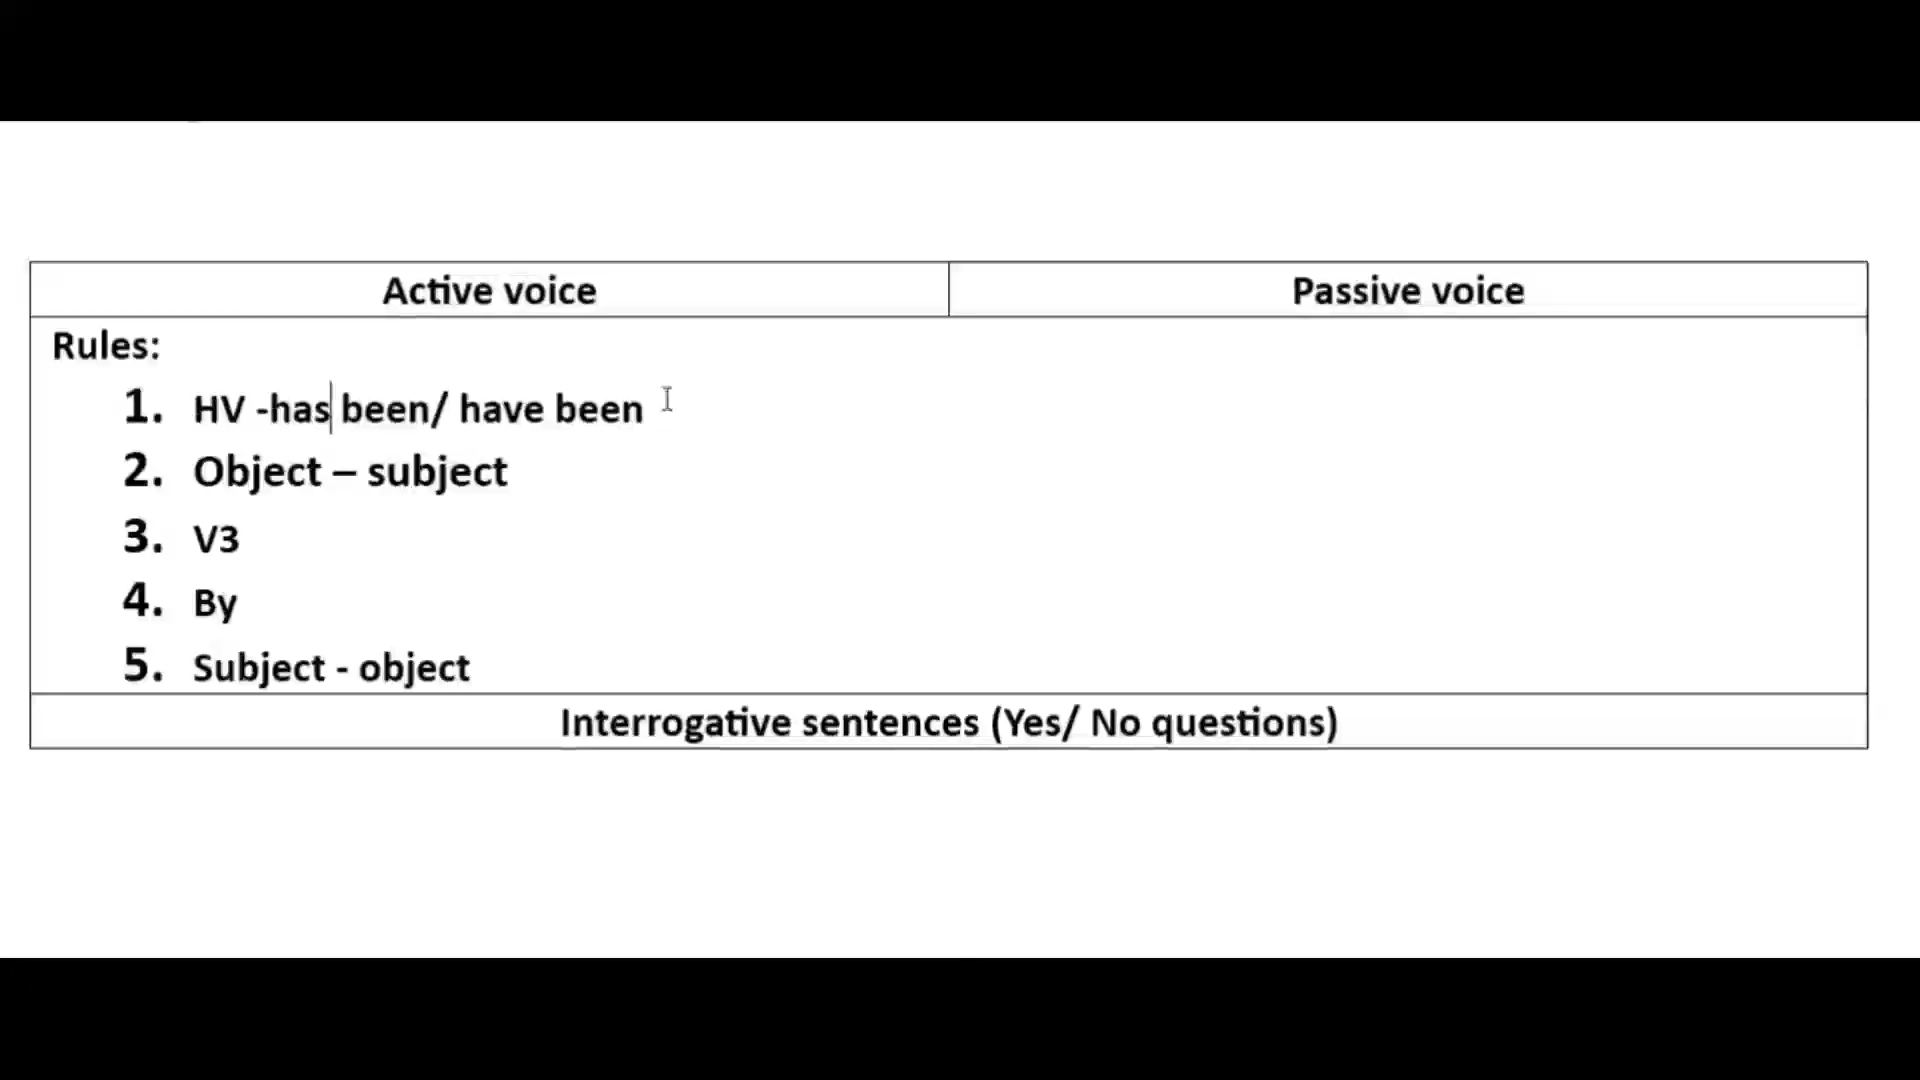 Active voice
Passive voice
Rules:
1. HV -has been/ have been
2. Object – subject
3. V3
4. By
5. Subject - object
Interrogative sentences (Yes/ No questions)